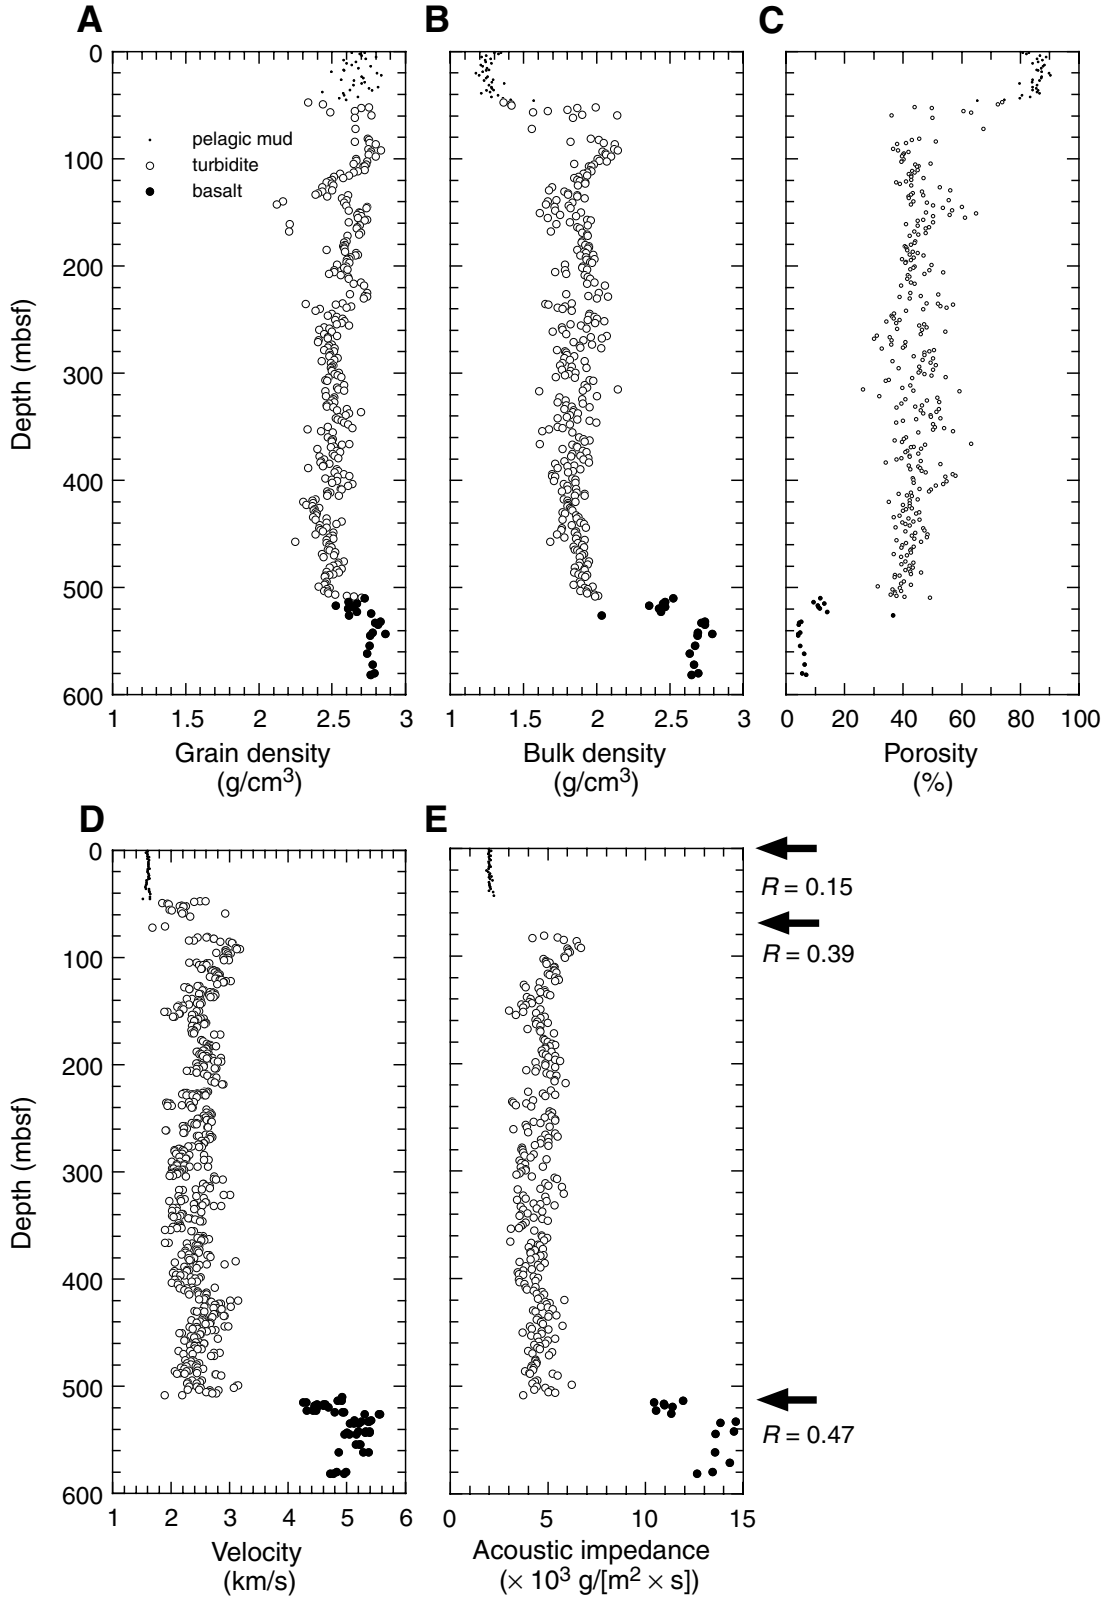 A
B
C
0
100
200
300
400
500
600
Depth (mbsf)
pelagic mud
turbidite
basalt
1 1.5 2 2.5 3
Grain density
(g/cm³)
1 1.5 2 2.5 3
Bulk density
(g/cm³)
0 20 40 60 80 100
Porosity
(%)
D
E
0
100
200
300
400
500
600
Depth (mbsf)
1 2 3 4 5 6
Velocity
(km/s)
0 5 10 15
Acoustic impedance
(× 10³ g/[m² × s])
R = 0.15
R = 0.39
R = 0.47